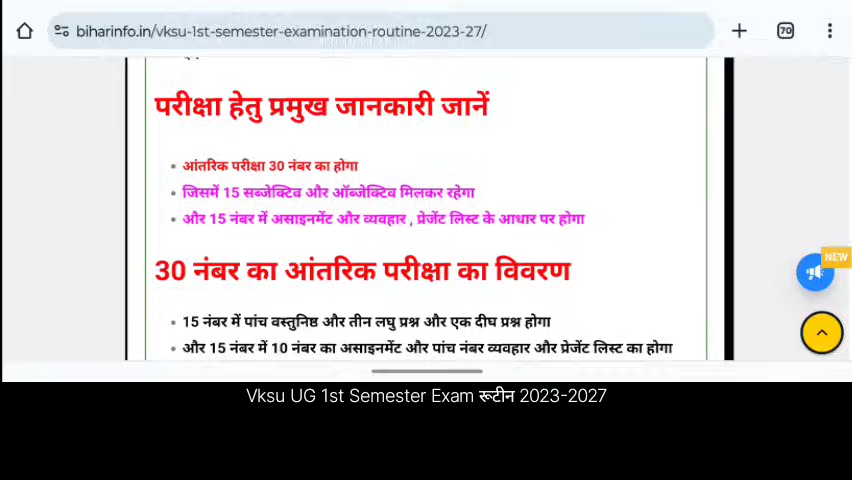 biharinfo.in/vksu-1st-semester-examination-routine-2023-27/
70
परीक्षा हेतु प्रमुख जानकारी जानें
आंतरिक परीक्षा 30 नंबर का होगा
जिसमें 15 सब्जेक्टिव और ऑब्जेक्टिव मिलकर रहेगा
और 15 नंबर में असाइनमेंट और व्यवहार , प्रेजेंट लिस्ट के आधार पर होगा
NEW
30 नंबर का आंतरिक परीक्षा का विवरण
15 नंबर में पांच वस्तुनिष्ठ और तीन लघु प्रश्न और एक दीघ प्रश्न होगा
और 15 नंबर में 10 नंबर का असाइनमेंट और पांच नंबर व्यवहार और प्रेजेंट लिस्ट का होगा
Vksu UG 1st Semester Exam रूटीन 2023-2027